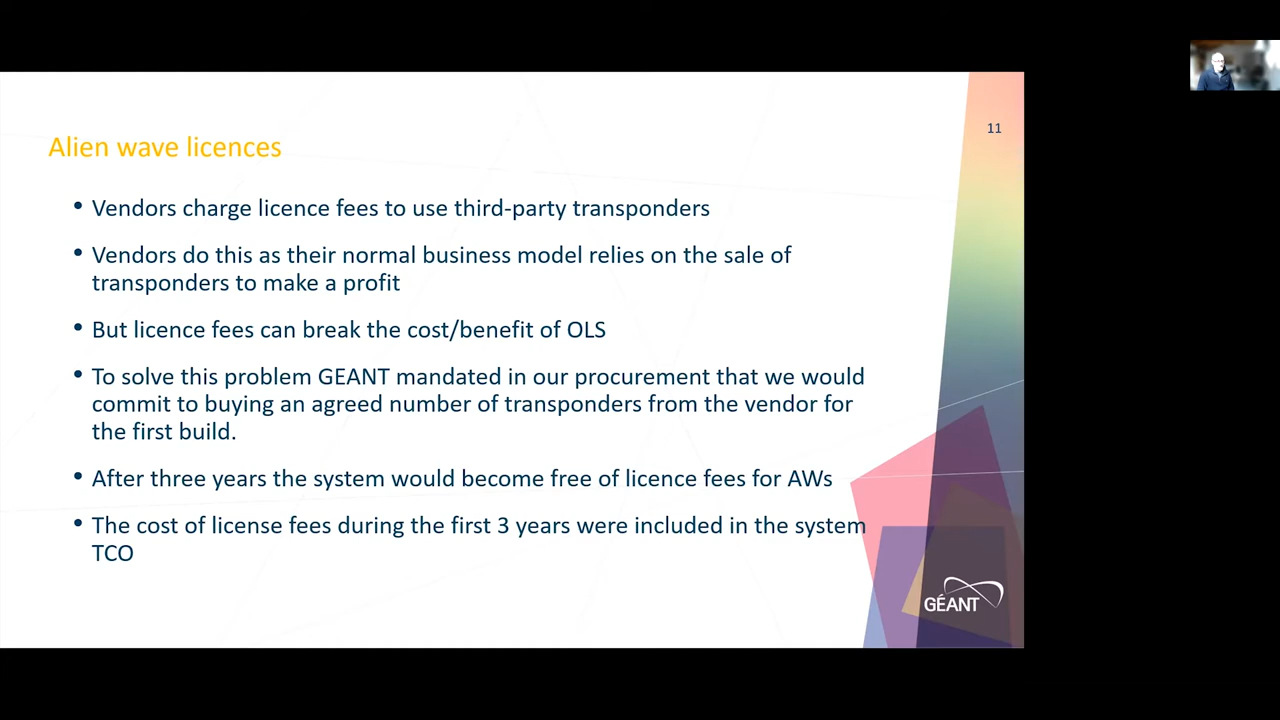 11
Alien wave licences
• Vendors charge licence fees to use third-party transponders
• Vendors do this as their normal business model relies on the sale of
transponders to make a profit
• But licence fees can break the cost/benefit of OLS
• To solve this problem GEANT mandated in our procurement that we would
commit to buying an agreed number of transponders from the vendor for
the first build.
• After three years the system would become free of licence fees for AWs
• The cost of license fees during the first 3 years were included in the system
TCO
GÉANT